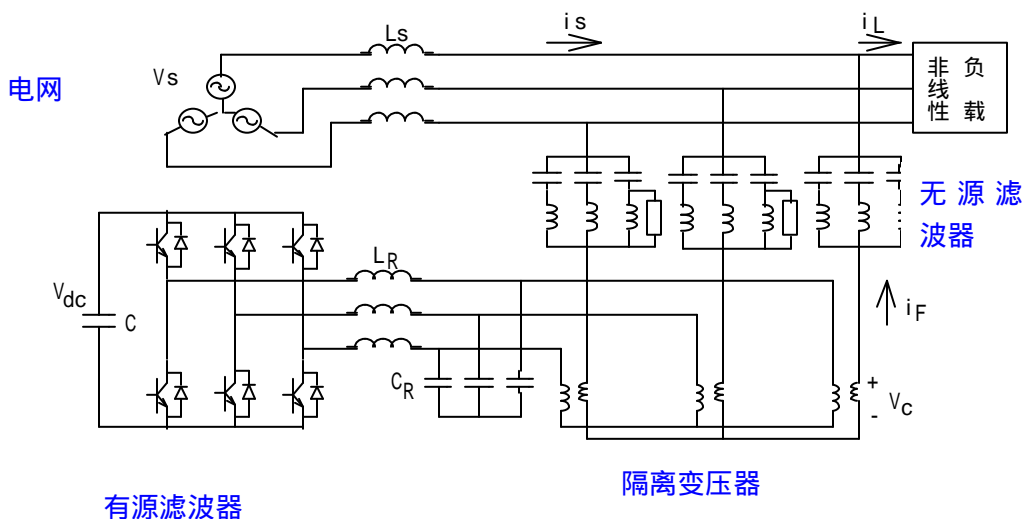 Ls
is
iL
Vs
电网
非线性
负载
无源滤
波器
LR
Vdc
C
iF
CR
+
Vc
-
隔离变压器
有源滤波器